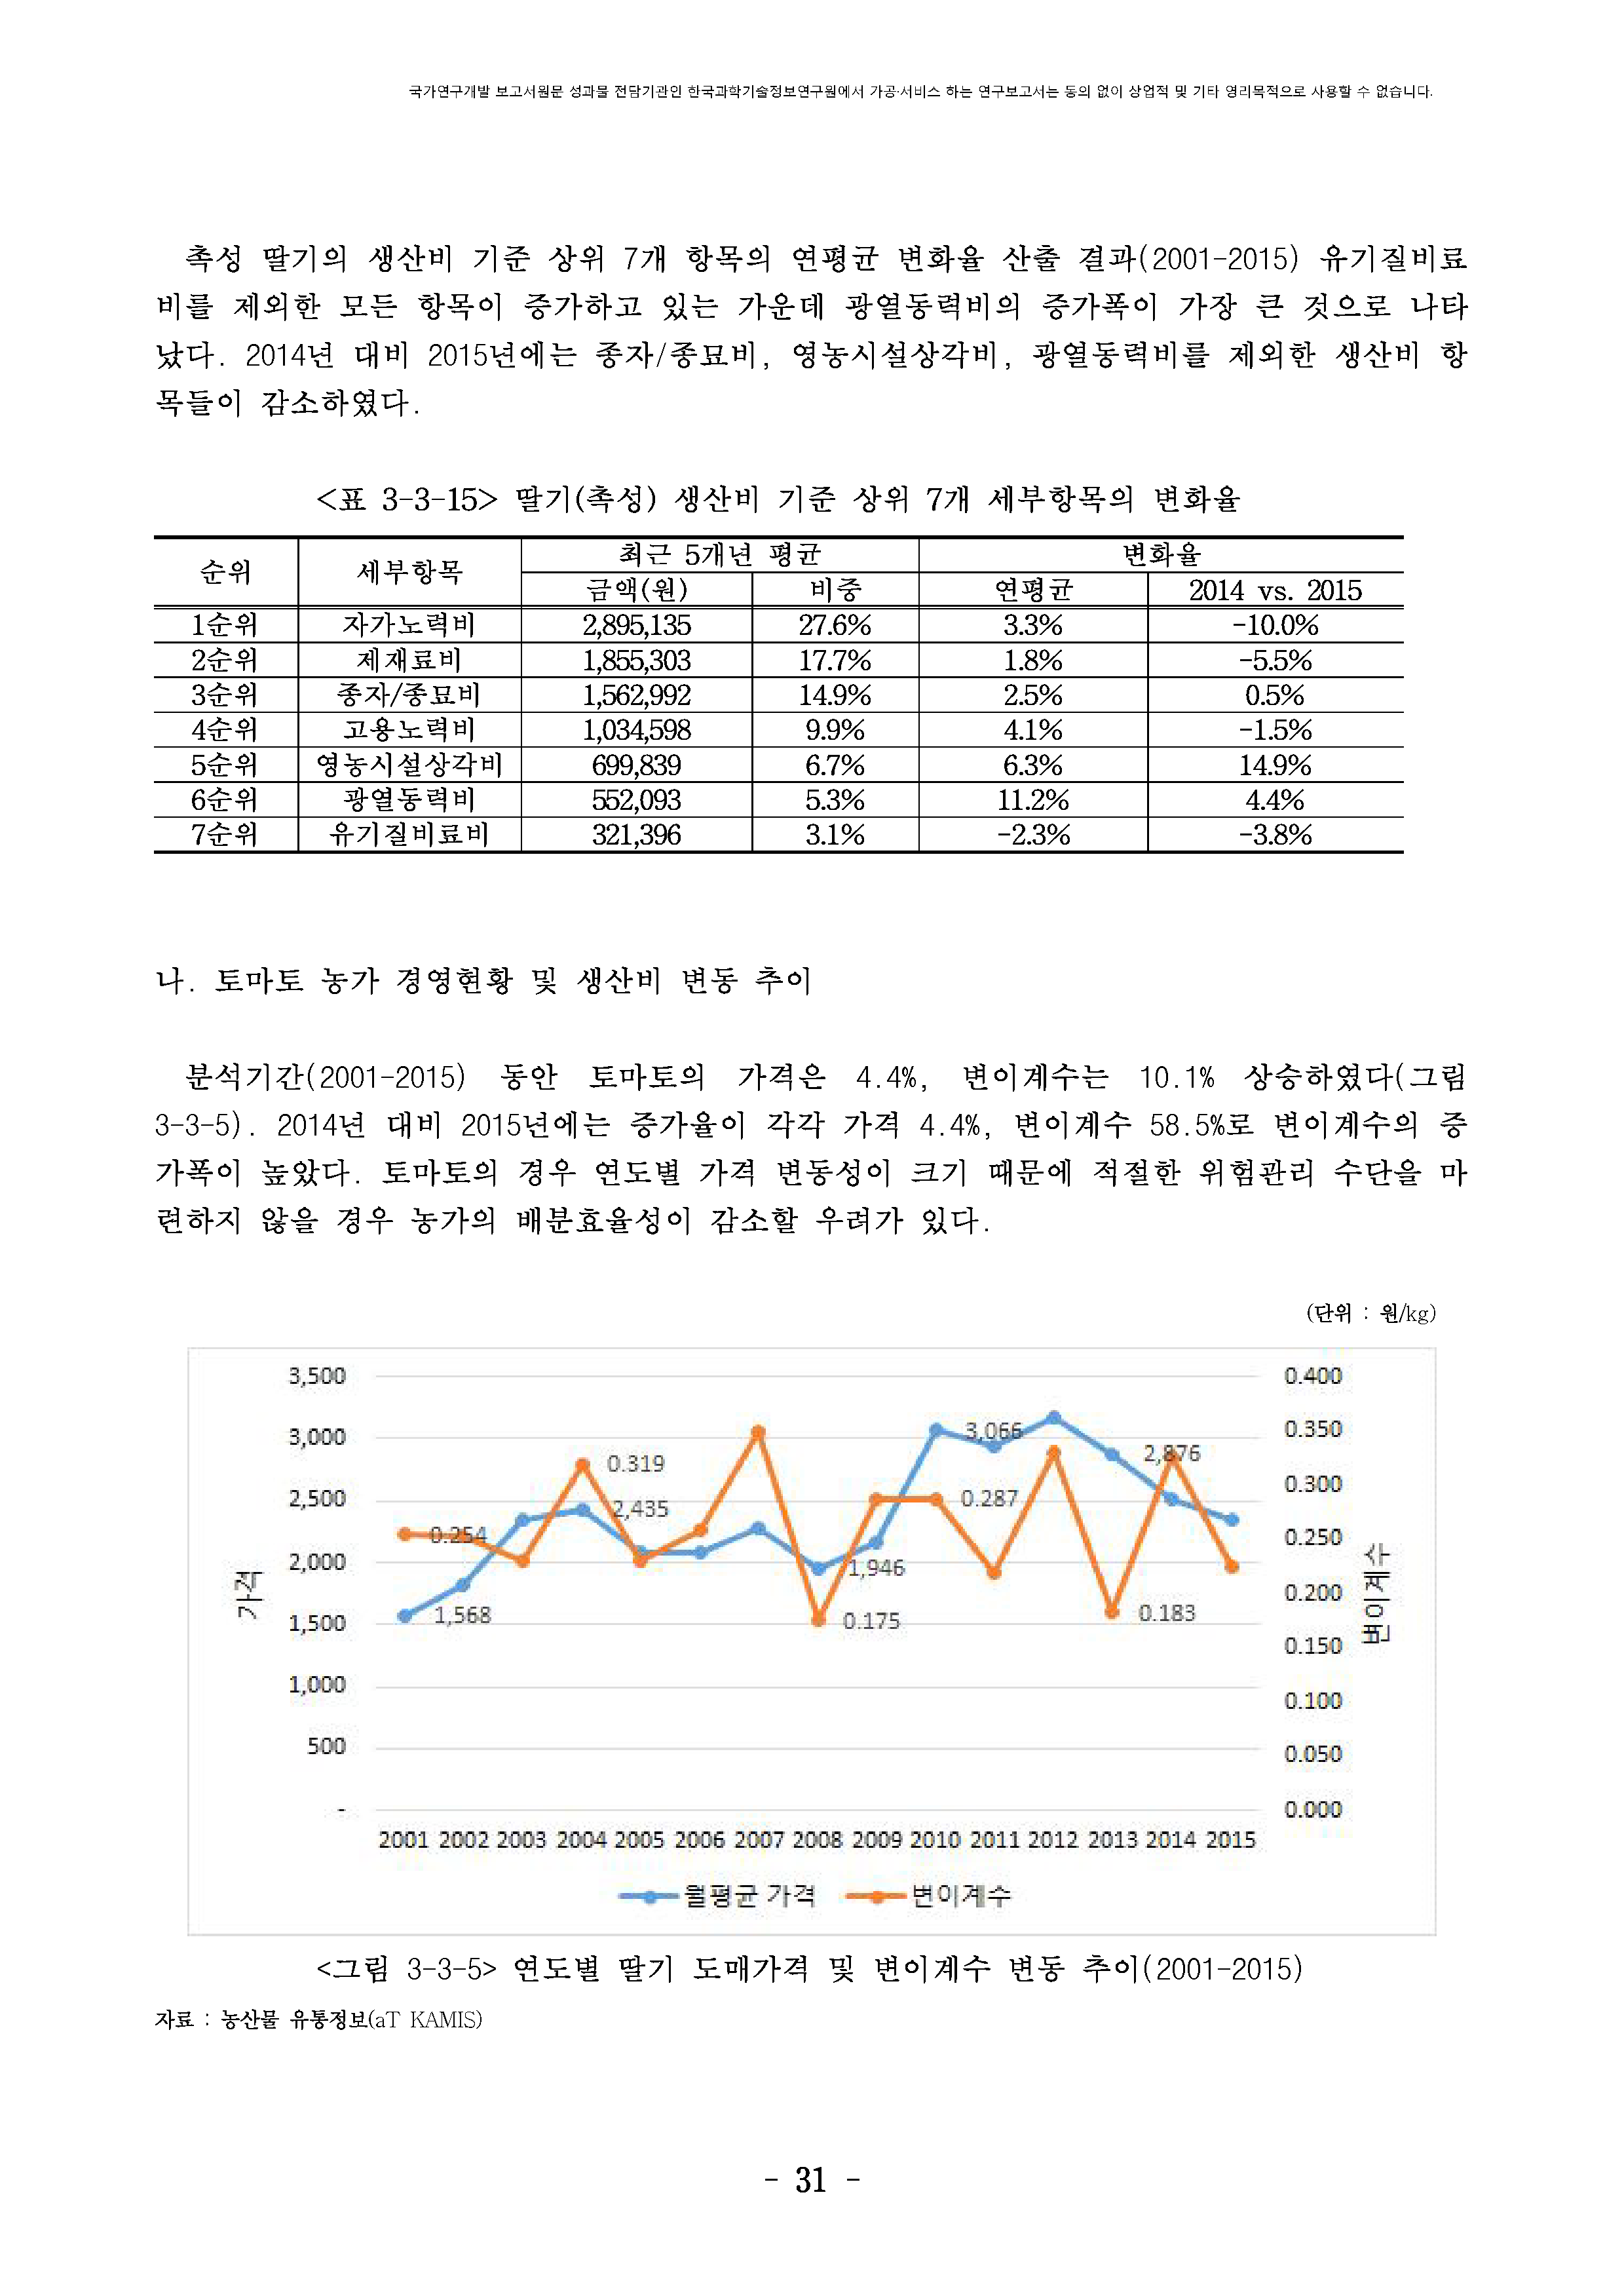 국가연구개발 보고서원문 성과물 전담기관인 한국과학기술정보연구원에서 가공·서비스 하는 연구보고서는 동의 없이 상업적 및 기타 영리목적으로 사용할 수 없습니다.
촉성 딸기의 생산비 기준 상위 7개 항목의 연평균 변화율 산출 결과(2001-2015) 유기질비료
비를 제외한 모든 항목이 증가하고 있는 가운데 광열동력비의 증가폭이 가장 큰 것으로 나타
났다. 2014년 대비 2015년에는 종자/종묘비, 영농시설상각비, 광열동력비를 제외한 생산비 항
목들이 감소하였다.
<표 3-3-15> 딸기(촉성) 생산비 기준 상위 7개 세부항목의 변화율
순위 세부항목 최근 5개년 평균 변화율
금액(원) 비중 연평균 2014 vs. 2015
1순위 자가노력비 2,895,135 27.6% 3.3% -10.0%
2순위 제재료비 1,855,303 17.7% 1.8% -5.5%
3순위 종자/종묘비 1,562,992 14.9% 2.5% 0.5%
4순위 고용노력비 1,034,598 9.9% 4.1% -1.5%
5순위 영농시설상각비 699,839 6.7% 6.3% 14.9%
6순위 광열동력비 552,093 5.3% 11.2% 4.4%
7순위 유기질비료비 321,396 3.1% -2.3% -3.8%
나. 토마토 농가 경영현황 및 생산비 변동 추이
분석기간(2001-2015) 동안 토마토의 가격은 4.4%, 변이계수는 10.1% 상승하였다(그림
3-3-5). 2014년 대비 2015년에는 증가율이 각각 가격 4.4%, 변이계수 58.5%로 변이계수의 증
가폭이 높았다. 토마토의 경우 연도별 가격 변동성이 크기 때문에 적절한 위험관리 수단을 마
련하지 않을 경우 농가의 배분효율성이 감소할 우려가 있다.
(단위 : 원/kg)
3,500 0.400
3,000 3,066 0.350
2,876
0.319
2,500 2,435 0.287 0.300
0.254 0.250
2,000 1,946
가격 변이계수
0.200
1,500 1,568 0.175 0.183
0.150
1,000 0.100
500 0.050
- 0.000
2001 2002 2003 2004 2005 2006 2007 2008 2009 2010 2011 2012 2013 2014 2015
월평균 가격 변이계수
<그림 3-3-5> 연도별 딸기 도매가격 및 변이계수 변동 추이(2001-2015)
자료 : 농산물 유통정보(aT KAMIS)
- 31 -